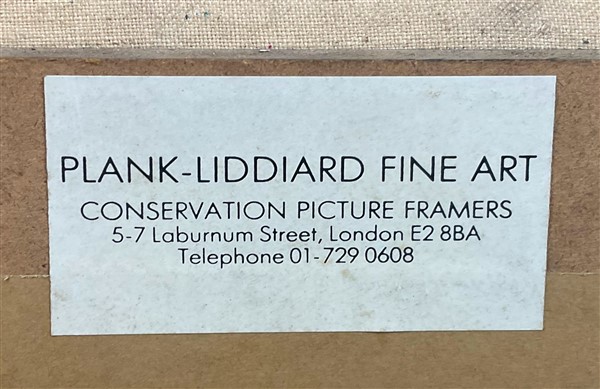 PLANK-LIDDIARD FINE ART
CONSERVATION PICTURE FRAMERS
5-7 Laburnum Street, London E2 8BA
Telephone 01-729 0608